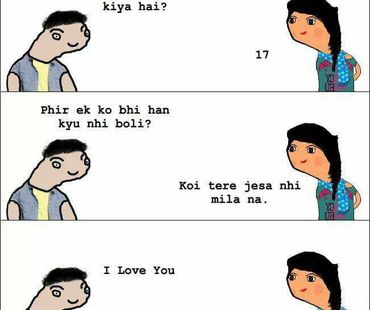 kiya hai?
17
Phir ek ko bhi han
kyu nhi boli?
Koi tere jesa nhi
mila na.
I Love You